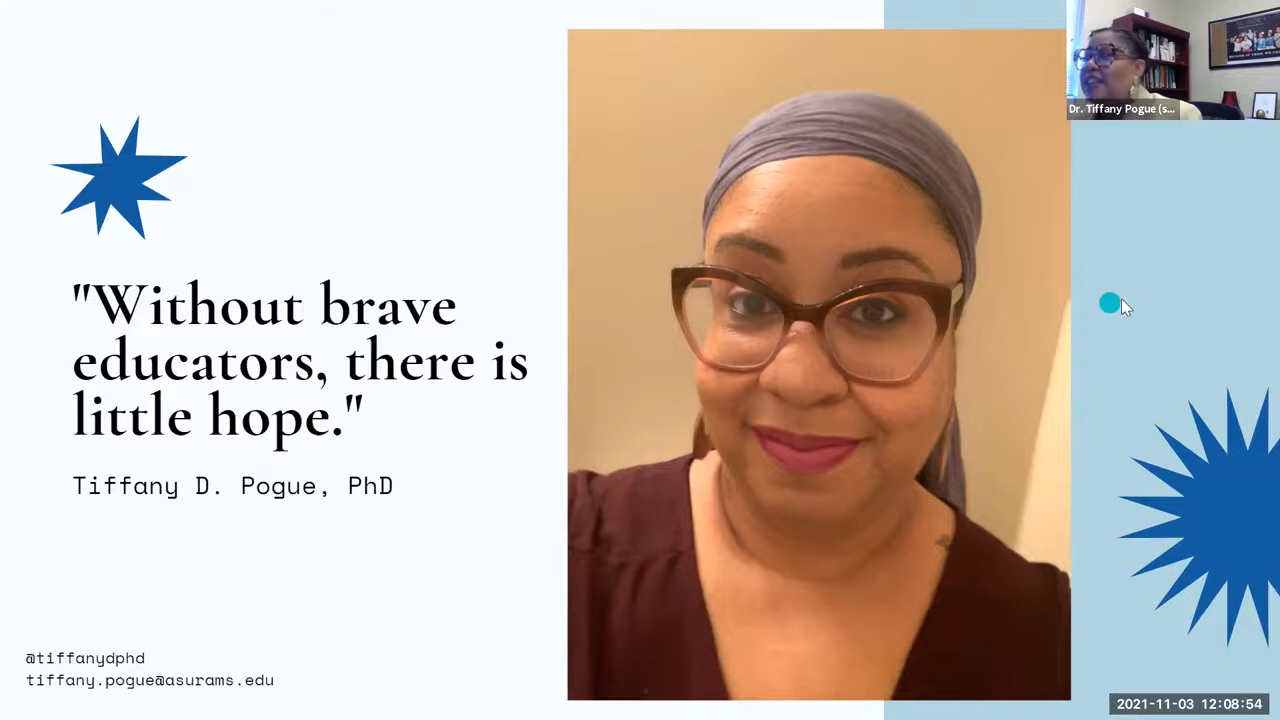 "Without brave
educators, there is
little hope."
Tiffany D. Pogue, PhD
@tiffanydphd
tiffany.pogue@asurams.edu
Dr. Tiffany Pogue (s...
2021-11-03 12:08:54